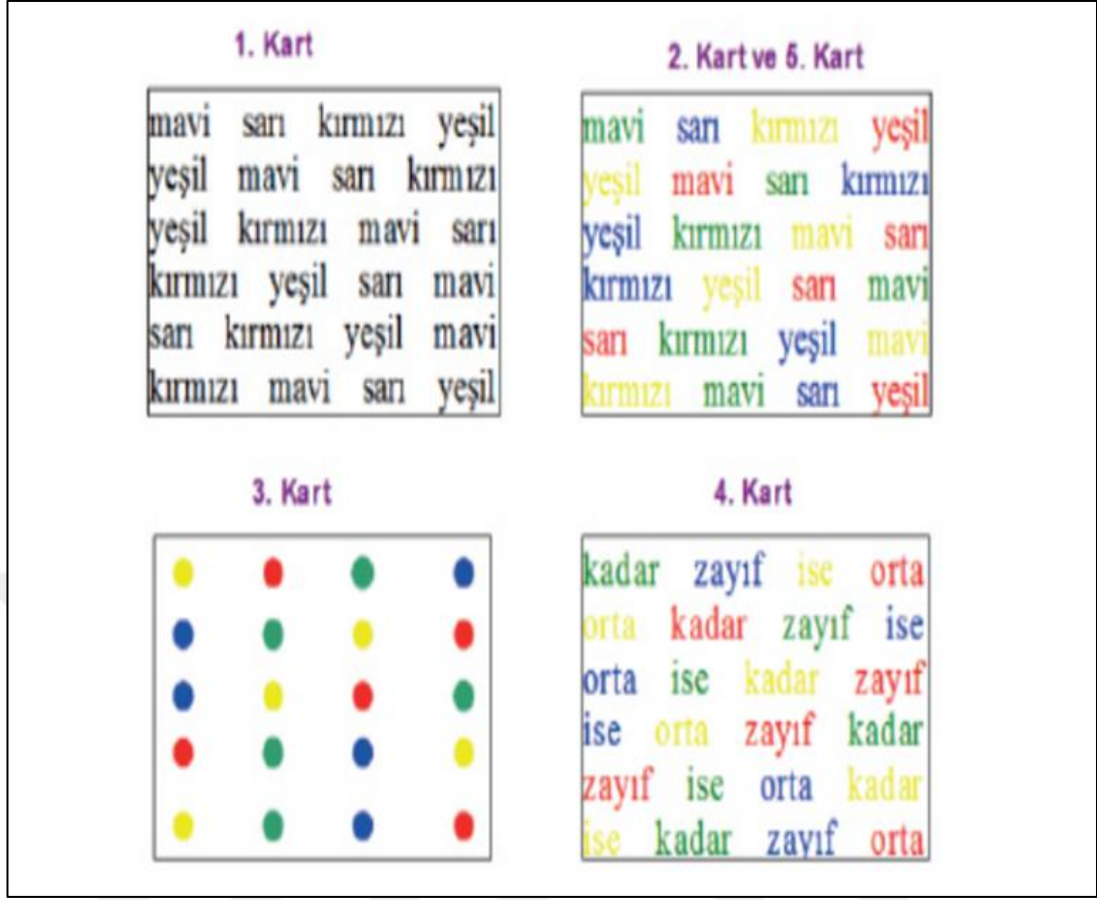 1. Kart
mavi sarı kırmızı yeşil
yeşil mavi sarı kırmızı
yeşil kırmızı mavi sarı
kırmızı yeşil sarı mavi
sarı kırmızı yeşil mavi
kırmızı mavi sarı yeşil
2. Kart ve 5. Kart
mavi sarı kırmızı yeşil
yeşil mavi sarı kırmızı
yeşil kırmızı mavi sarı
kırmızı yeşil sarı mavi
sarı kırmızı yeşil mavi
kırmızı mavi sarı yeşil
3. Kart
4. Kart
kadar zayıf ise orta
orta kadar zayıf ise
orta ise kadar zayıf
ise orta zayıf kadar
zayıf ise orta kadar
ise kadar zayıf orta